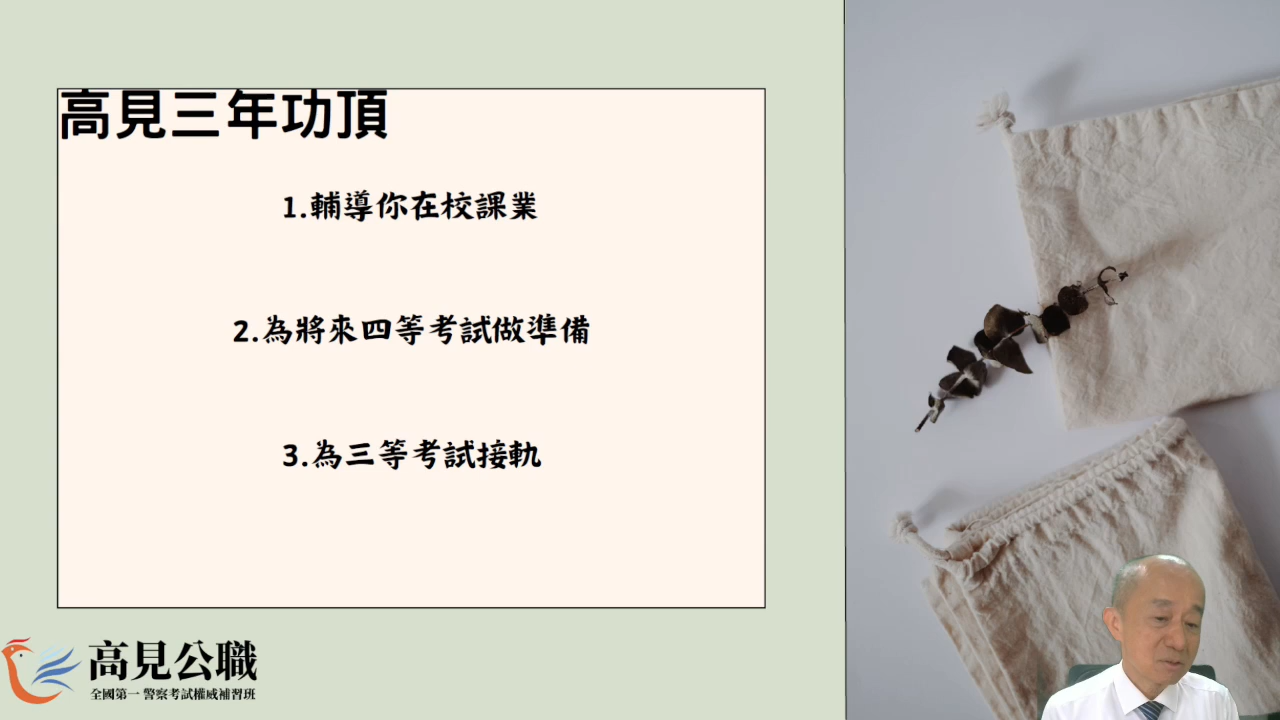 高見三年功頂
1.輔導你在校課業
2.為將來四等考試做準備
3.為三等考試接軌
高見公職
全國第一 警察考試權威補習班